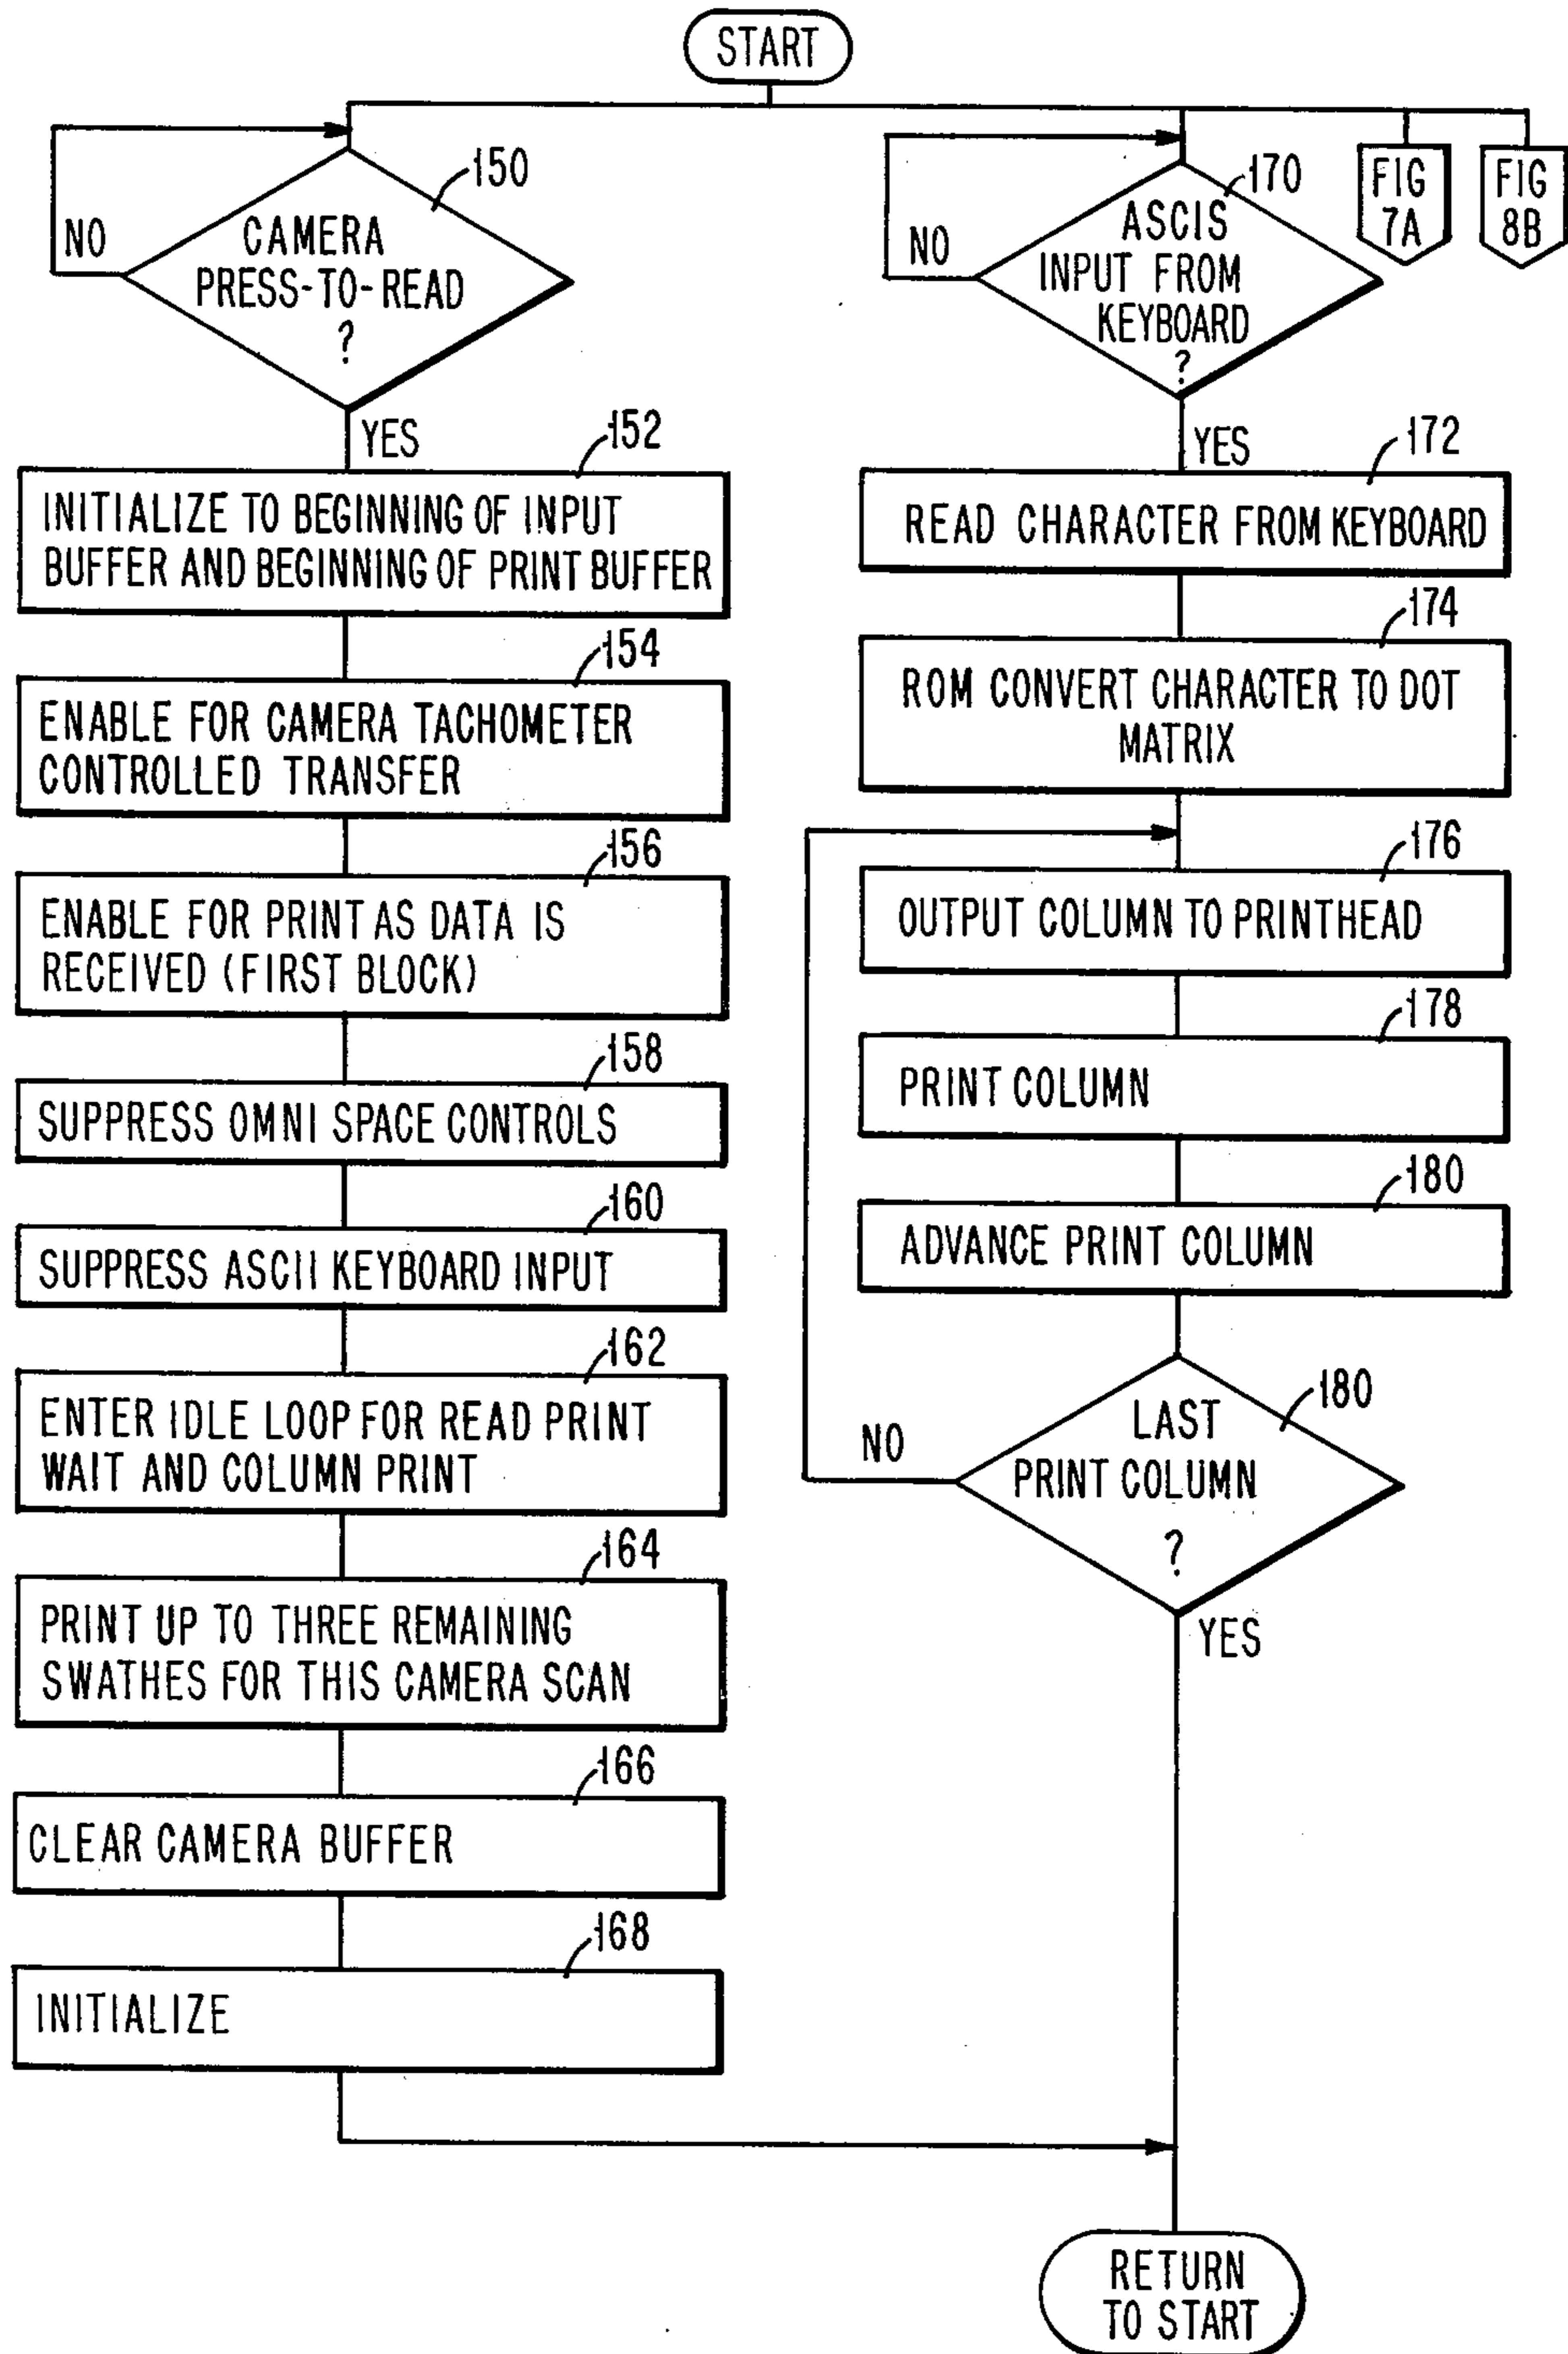 START
150
NO
CAMERA
PRESS-TO-READ
?
YES
152
INITIALIZE TO BEGINNING OF INPUT
BUFFER AND BEGINNING OF PRINT BUFFER
154
ENABLE FOR CAMERA TACHOMETER
CONTROLLED TRANSFER
156
ENABLE FOR PRINT AS DATA IS
RECEIVED (FIRST BLOCK)
158
SUPPRESS OMNI SPACE CONTROLS
160
SUPPRESS ASCII KEYBOARD INPUT
162
ENTER IDLE LOOP FOR READ PRINT
WAIT AND COLUMN PRINT
164
PRINT UP TO THREE REMAINING
SWATHES FOR THIS CAMERA SCAN
166
CLEAR CAMERA BUFFER
168
INITIALIZE
170
NO
ASCIS
INPUT FROM
KEYBOARD
?
YES
172
READ CHARACTER FROM KEYBOARD
174
ROM CONVERT CHARACTER TO DOT
MATRIX
176
OUTPUT COLUMN TO PRINTHEAD
178
PRINT COLUMN
180
ADVANCE PRINT COLUMN
180
NO
LAST
PRINT COLUMN
?
YES
FIG
7A
FIG
8B
RETURN
TO START